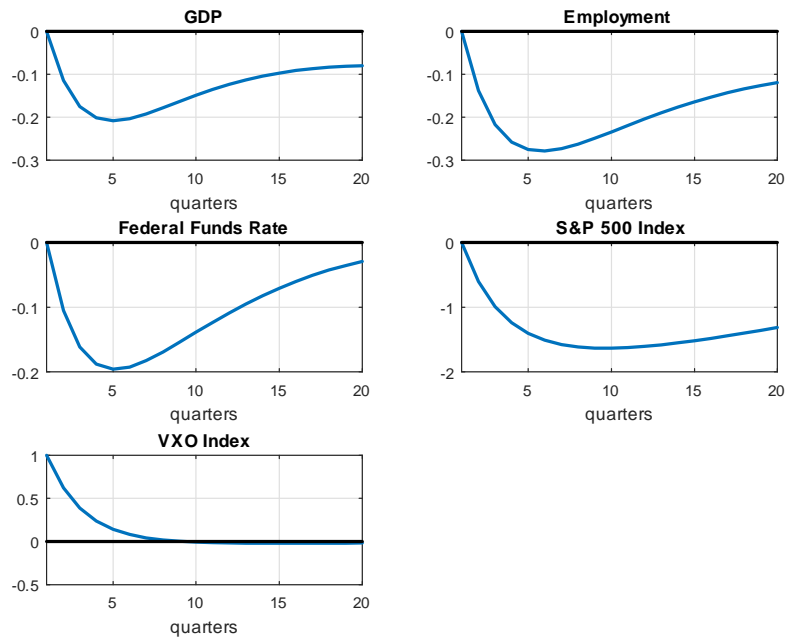 GDP
0
-0.1
-0.2
-0.3
5 10 15 20
quarters
Employment
0
-0.1
-0.2
-0.3
5 10 15 20
quarters
Federal Funds Rate
0
-0.1
-0.2
5 10 15 20
quarters
S&P 500 Index
0
-1
-2
5 10 15 20
quarters
VXO Index
1
0.5
0
-0.5
5 10 15 20
quarters